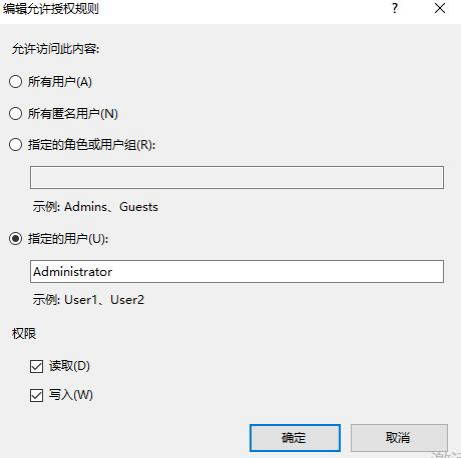 编辑允许授权规则
?
允许访问此内容:
所有用户(A)
所有匿名用户(N)
指定的角色或用户组(R):
示例: Admins、Guests
指定的用户(U):
Administrator
示例: User1、User2
权限
读取(D)
写入(W)
确定 取消